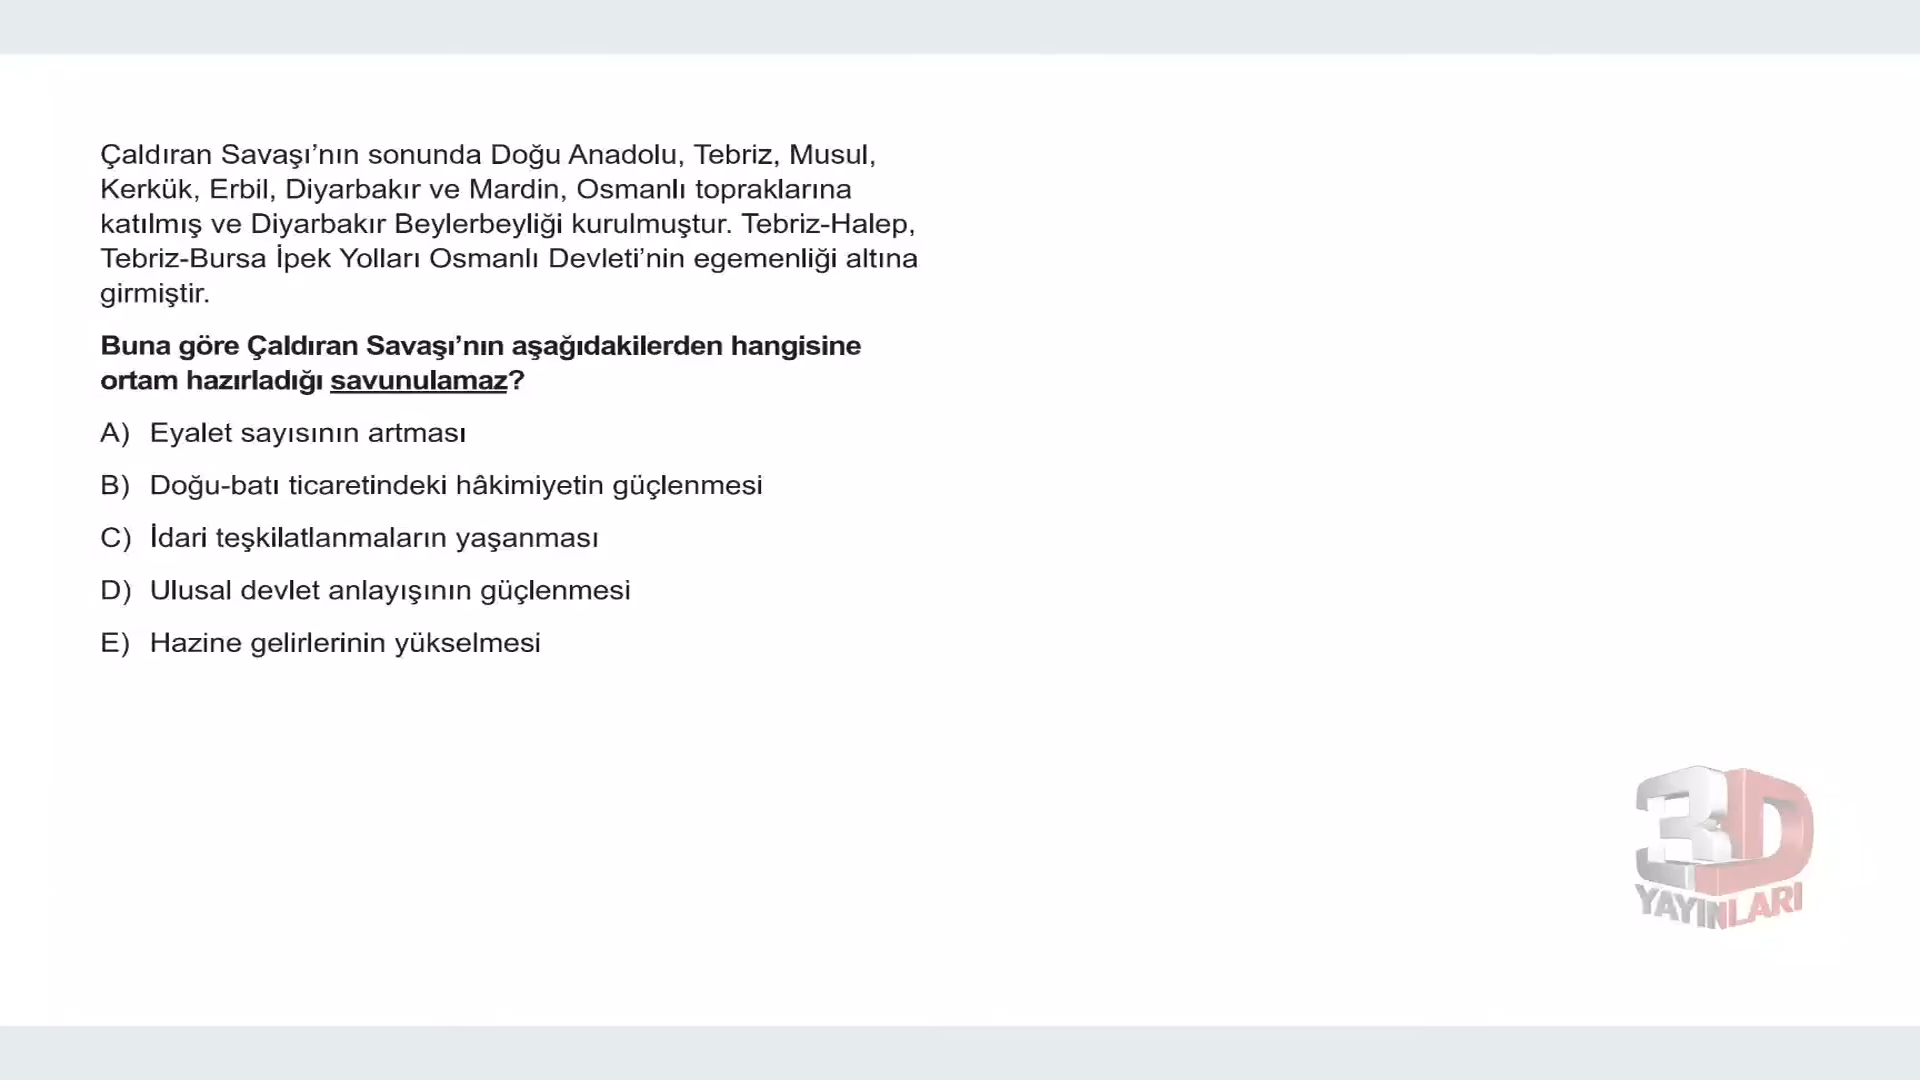 Çaldıran Savaşı’nın sonunda Doğu Anadolu, Tebriz, Musul,
Kerkük, Erbil, Diyarbakır ve Mardin, Osmanlı topraklarına
katılmış ve Diyarbakır Beylerbeyliği kurulmuştur. Tebriz-Halep,
Tebriz-Bursa İpek Yolları Osmanlı Devleti’nin egemenliği altına
girmiştir.
Buna göre Çaldıran Savaşı’nın aşağıdakilerden hangisine
ortam hazırladığı savunulamaz?
A) Eyalet sayısının artması
B) Doğu-batı ticaretindeki hâkimiyetin güçlenmesi
C) İdari teşkilatlanmaların yaşanması
D) Ulusal devlet anlayışının güçlenmesi
E) Hazine gelirlerinin yükselmesi
3D
YAYINLARI